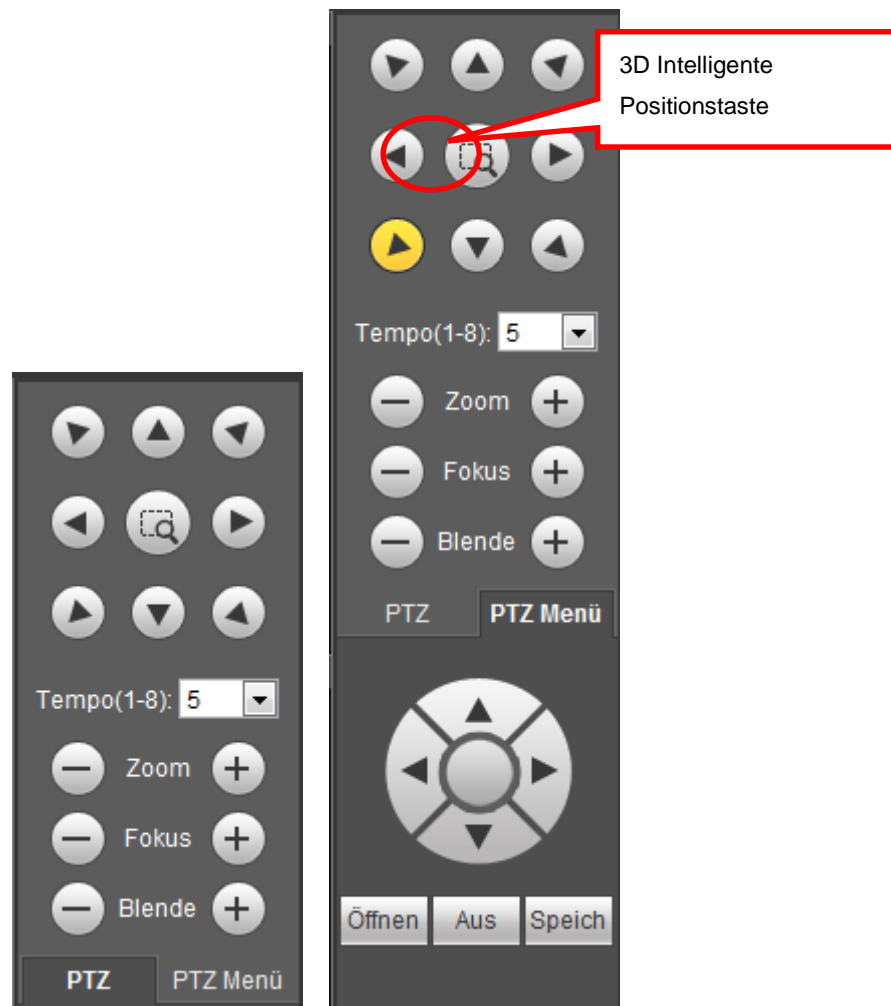 3D Intelligente
Positionstaste
Tempo(1-8): 5
Zoom
Fokus
Blende
PTZ PTZ Menü
Öffnen Aus Speich
Tempo(1-8): 5
Zoom
Fokus
Blende
PTZ PTZ Menü